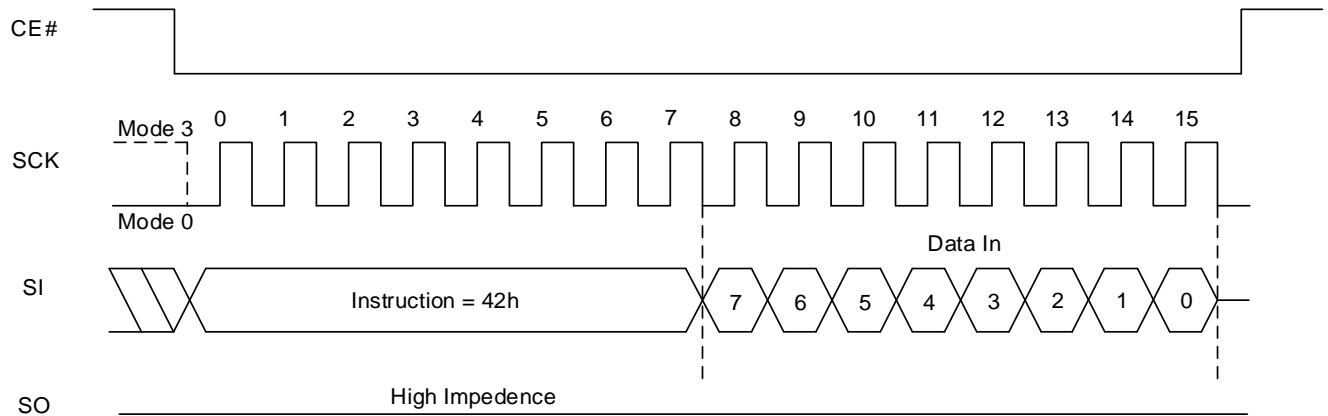 CE#
Mode 3
0 1 2 3 4 5 6 7 8 9 10 11 12 13 14 15
SCK
Mode 0
Data In
SI
Instruction = 42h
7 6 5 4 3 2 1 0
High Impedence
SO